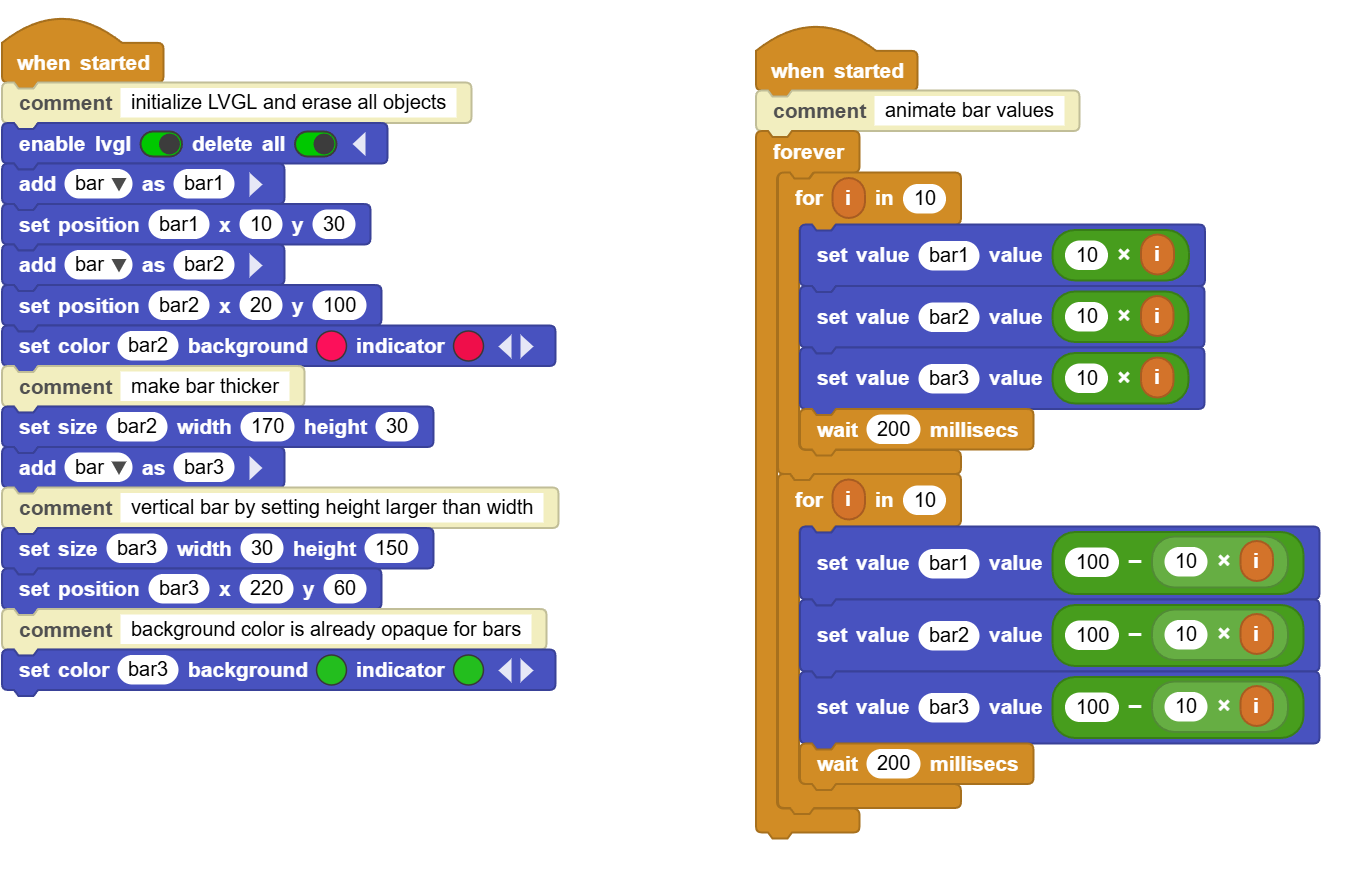 when started
comment initialize LVGL and erase all objects
enable lvgl delete all
add bar as bar1
set position bar1 x 10 y 30
add bar as bar2
set position bar2 x 20 y 100
set color bar2 background indicator
comment make bar thicker
set size bar2 width 170 height 30
add bar as bar3
comment vertical bar by setting height larger than width
set size bar3 width 30 height 150
set position bar3 x 220 y 60
comment background color is already opaque for bars
set color bar3 background indicator
when started
comment animate bar values
forever
for i in 10
set value bar1 value 10 × i
set value bar2 value 10 × i
set value bar3 value 10 × i
wait 200 millisecs
for i in 10
set value bar1 value 100 − 10 × i
set value bar2 value 100 − 10 × i
set value bar3 value 100 − 10 × i
wait 200 millisecs